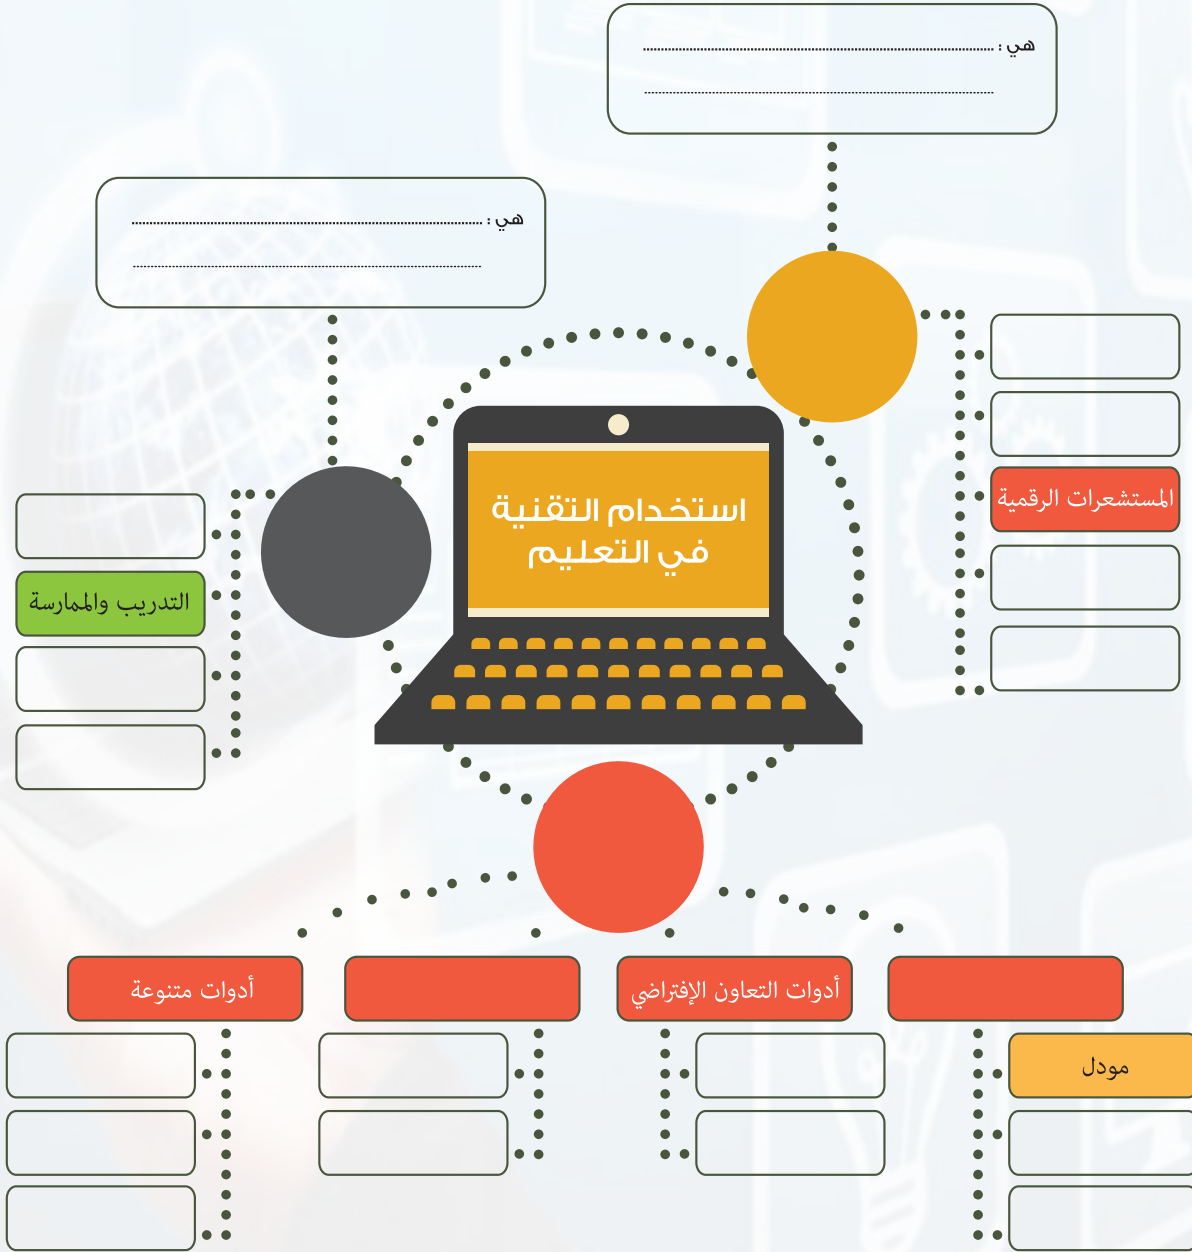 هي : ........................................
........................................
هي : ........................................
........................................
استخدام التقنية
في التعليم
المستشعرات الرقمية
التدريب والممارسة
أدوات التعاون الإفتراضي
أدوات متنوعة
مودل